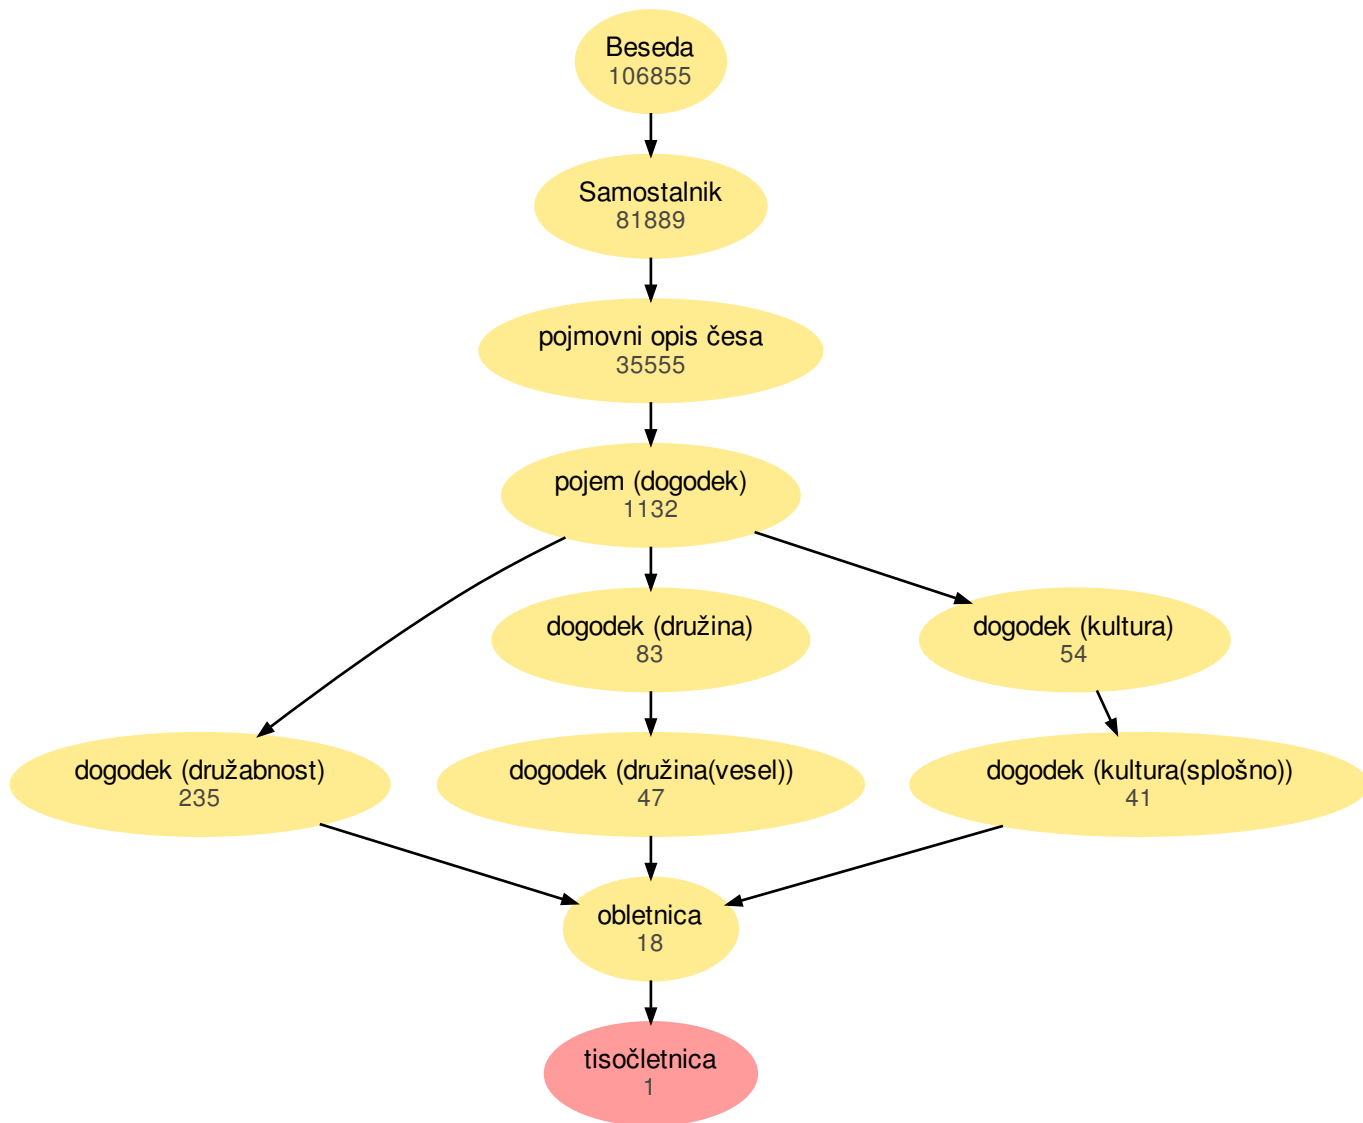 Beseda
106855
Samostalnik
81889
pojmovni opis česa
35555
pojem (dogodek)
1132
dogodek (družina)
83
dogodek (kultura)
54
dogodek (družabnost)
235
dogodek (družina(vesel))
47
dogodek (kultura(splošno))
41
obletnica
18
tisočletnica
1